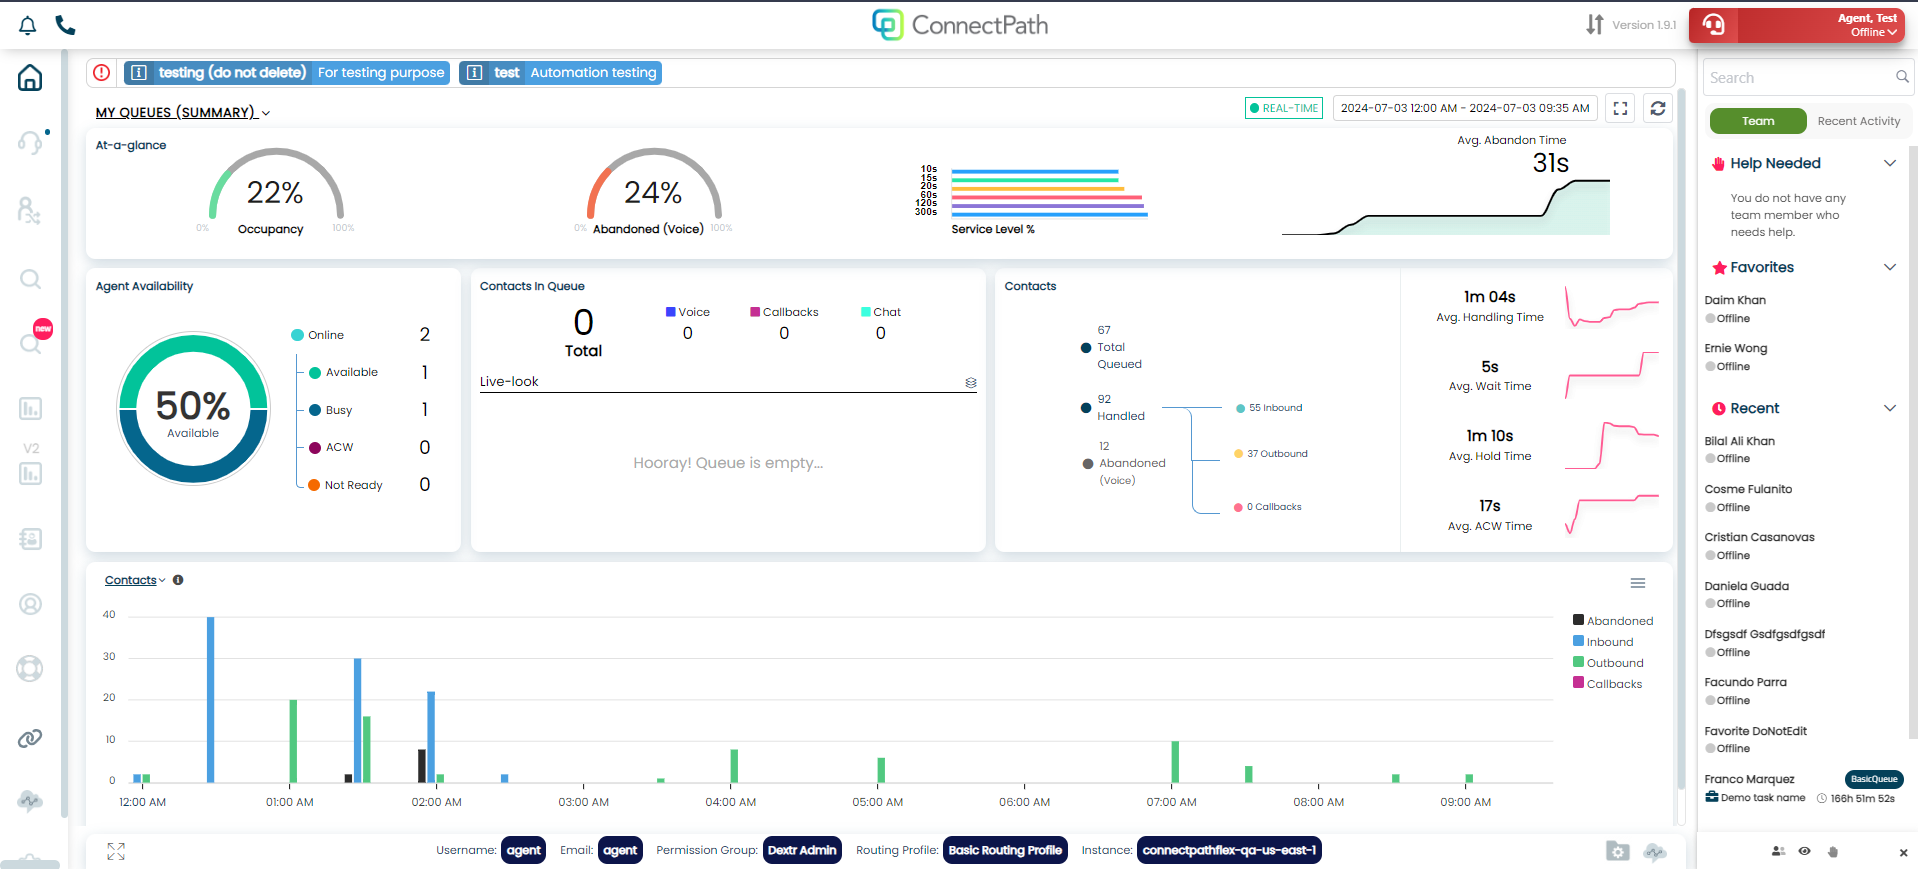 ConnectPath
Version 1.9.1
Agent, Test
Offline
testing (do not delete) For testing purpose
test Automation testing
MY QUEUES (SUMMARY)
REAL-TIME
2024-07-03 12:00 AM - 2024-07-03 09:35 AM
At-a-glance
22%
0%
Occupancy
100%
24%
0%
Abandoned (Voice)
100%
10s
15s
20s
60s
120s
300s
Service Level %
Avg. Abandon Time
31s
Agent Availability
50%
Available
Online 2
Available 1
Busy 1
ACW 0
Not Ready 0
Contacts In Queue
0
Total
Voice
0
Callbacks
0
Chat
0
Live-look
Hooray! Queue is empty...
Contacts
67
Total
Queued
92
Handled
12
Abandoned
(Voice)
55 Inbound
37 Outbound
0 Callbacks
1m 04s
Avg. Handling Time
5s
Avg. Wait Time
1m 10s
Avg. Hold Time
17s
Avg. ACW Time
Contacts
40
30
20
10
0
12:00 AM
01:00 AM
02:00 AM
03:00 AM
04:00 AM
05:00 AM
06:00 AM
07:00 AM
08:00 AM
09:00 AM
Abandoned
Inbound
Outbound
Callbacks
new
V2
Username: agent
Email: agent
Permission Group: Dextr Admin
Routing Profile: Basic Routing Profile
Instance: connectpathflex-qa-us-east-1
Search
Team
Recent Activity
Help Needed
You do not have any
team member who
needs help.
Favorites
Daim Khan
Offline
Ernie Wong
Offline
Recent
Bilal Ali Khan
Offline
Cosme Fulanito
Offline
Cristian Casanovas
Offline
Daniela Guada
Offline
Dfsgsdf Gsdfgsdfgsdf
Offline
Facundo Parra
Offline
Favorite DoNotEdit
Offline
Franco Marquez
BasicQueue
Demo task name
166h 51m 52s